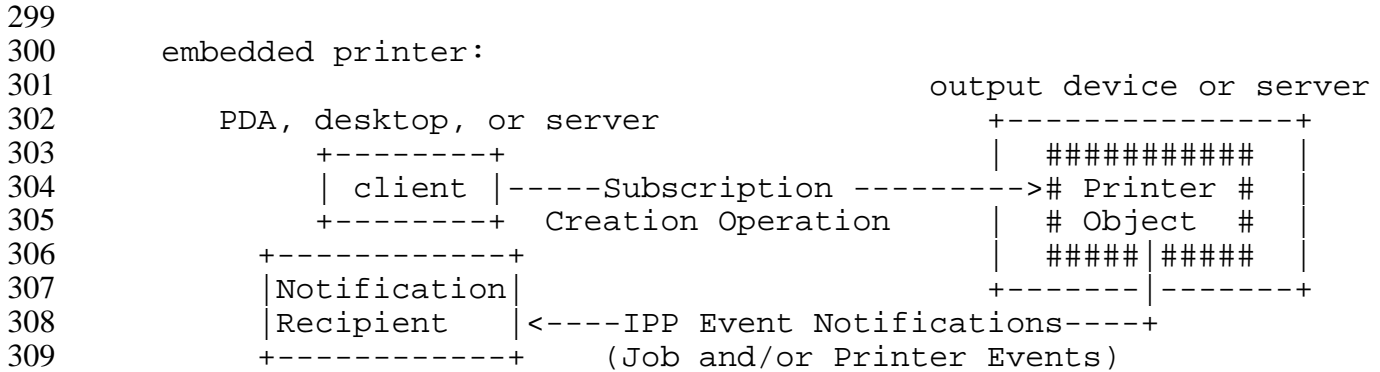 299
300 embedded printer:
301 output device or server
302 PDA, desktop, or server +---------------+
303 +--------+ | ########### |
304 | client |-----Subscription ---------># Printer # |
305 +--------+ Creation Operation | # Object # |
306 +------------+ | #####|##### |
307 |Notification| +-------|-------+
308 |Recipient |<----IPP Event Notifications----+
309 +------------+ (Job and/or Printer Events)